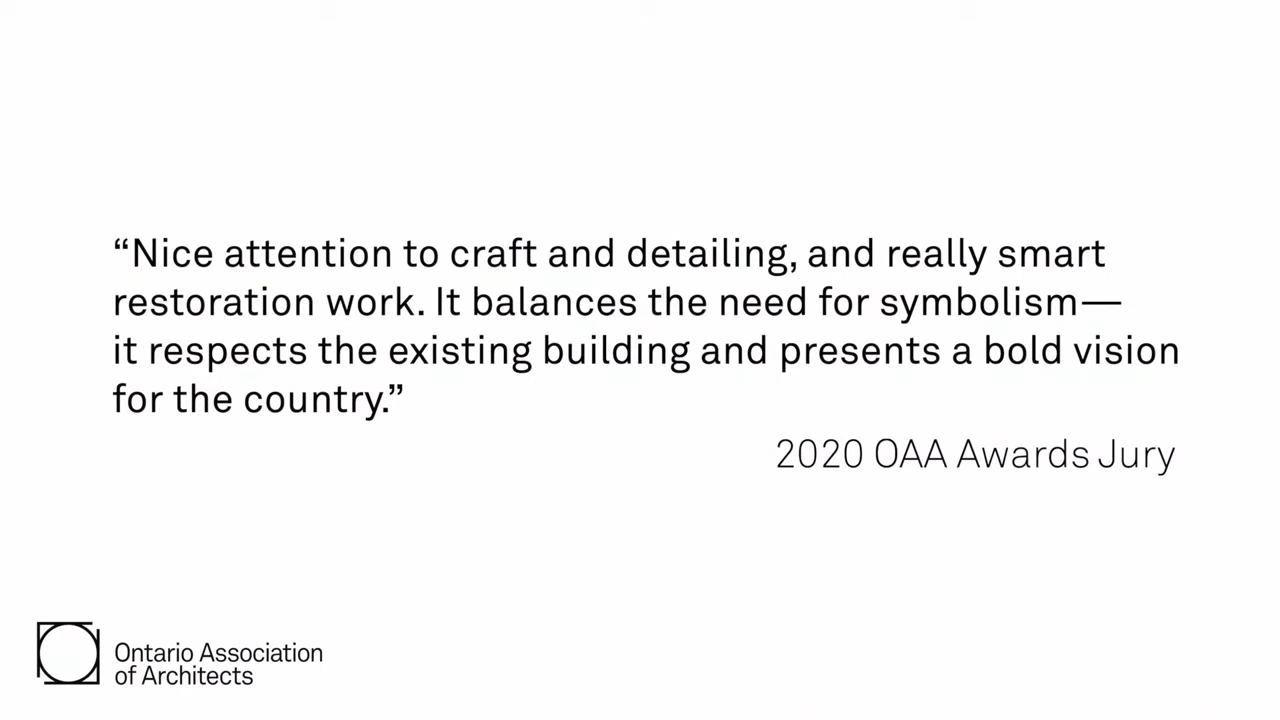 “Nice attention to craft and detailing, and really smart
restoration work. It balances the need for symbolism—
it respects the existing building and presents a bold vision
for the country.”
2020 OAA Awards Jury
Ontario Association
of Architects